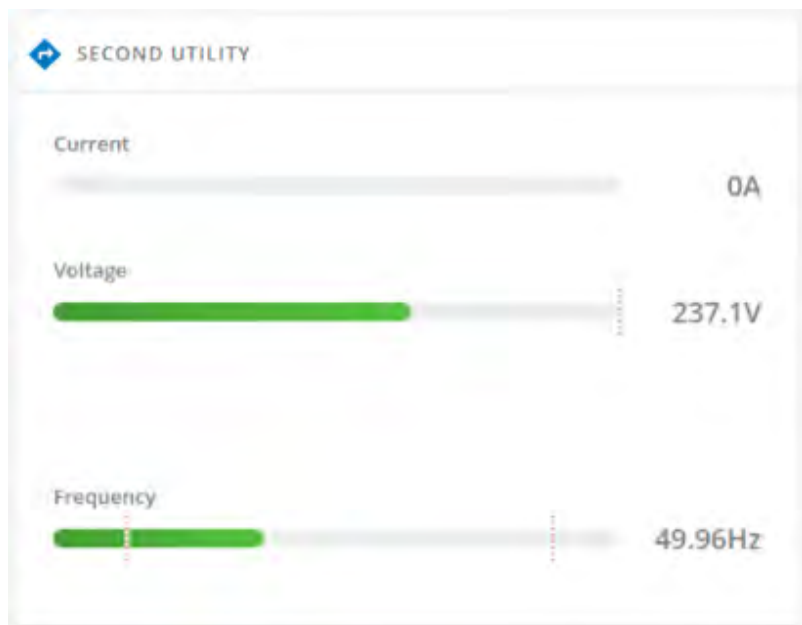 SECOND UTILITY
Current
0A
Voltage
237.1V
Frequency
49.96Hz